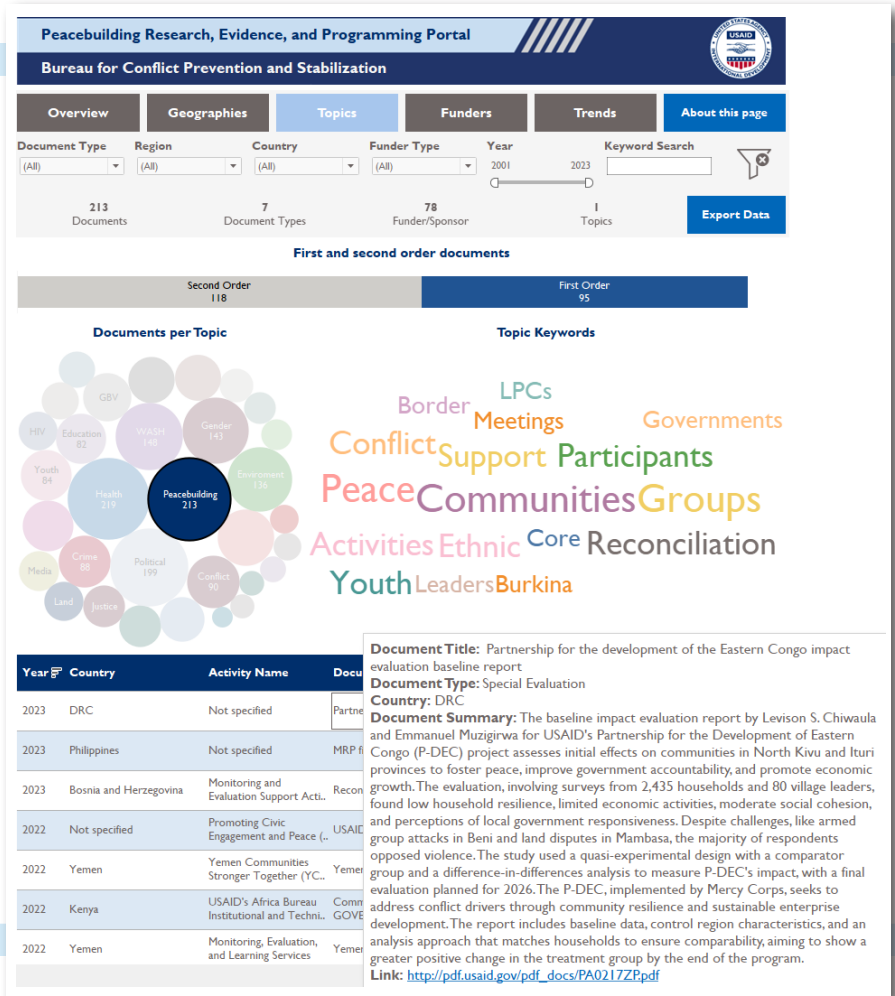 Peacebuilding Research, Evidence, and Programming Portal
Bureau for Conflict Prevention and Stabilization
UNITED STATES AGENCY
USAID
INTERNATIONAL DEVELOPMENT
Overview Geographies Topics Funders Trends About this page
Document Type Region Country Funder Type Year Keyword Search
(All) (All) (All) (All) 2001 2023
213 7 78 1
Documents Document Types Funder/Sponsor Topics
Export Data
First and second order documents
Second Order First Order
118 95
Documents per Topic
GBV
HIV
Education
82
WASH
140
Gender
143
Youth
84
Health
219
Peacebuilding
213
Enviroment
136
Crime
88
Political
199
Conflict
90
Media
Land
Justice
Topic Keywords
LPCs
Border
Meetings Governments
Conflict Support Participants
Peace Communities Groups
Activities Ethnic Core Reconciliation
Youth Leaders Burkina
Year Country Activity Name Docu
2023 DRC Not specified Partne
2023 Philippines Not specified MRP f
2023 Bosnia and Herzegovina Monitoring and
Evaluation Support Acti.. Recon
2022 Not specified Promoting Civic
Engagement and Peace (.. USAID
2022 Yemen Yemen Communities
Stronger Together (YC.. Yemer
2022 Kenya USAID's Africa Bureau Comm
Institutional and Techni.. GOVE
2022 Yemen Monitoring, Evaluation,
and Learning Services Yemer
Document Title: Partnership for the development of the Eastern Congo impact
evaluation baseline report
Document Type: Special Evaluation
Country: DRC
Document Summary: The baseline impact evaluation report by Levison S. Chiwaula
and Emmanuel Muzigirwa for USAID's Partnership for the Development of Eastern
Congo (P-DEC) project assesses initial effects on communities in North Kivu and Ituri
provinces to foster peace, improve government accountability, and promote economic
growth. The evaluation, involving surveys from 2,435 households and 80 village leaders,
found low household resilience, limited economic activities, moderate social cohesion,
and perceptions of local government responsiveness. Despite challenges, like armed
group attacks in Beni and land disputes in Mambasa, the majority of respondents
opposed violence. The study used a quasi-experimental design with a comparator
group and a difference-in-differences analysis to measure P-DEC's impact, with a final
evaluation planned for 2026. The P-DEC, implemented by Mercy Corps, seeks to
address conflict drivers through community resilience and sustainable enterprise
development. The report includes baseline data, control region characteristics, and an
analysis approach that matches households to ensure comparability, aiming to show a
greater positive change in the treatment group by the end of the program.
Link: http://pdf.usaid.gov/pdf_docs/PA0217ZP.pdf